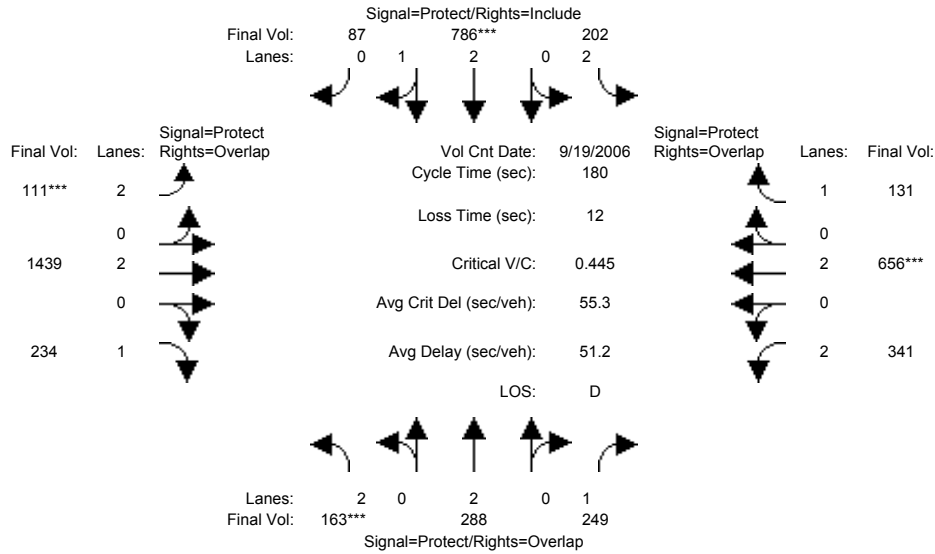 Signal=Protect/Rights=Include
Final Vol: 87 786*** 202
Lanes: 0 1 2 0 2
Signal=Protect Signal=Protect
Final Vol: Lanes: Rights=Overlap Vol Cnt Date: 9/19/2006 Rights=Overlap Lanes: Final Vol:
Cycle Time (sec): 180
111*** 2 1 131
Loss Time (sec): 12
0 0
1439 2 Critical V/C: 0.445 2 656***
0 Avg Crit Del (sec/veh): 55.3 0
234 1 Avg Delay (sec/veh): 51.2 2 341
LOS: D
Lanes: 2 0 2 0 1
Final Vol: 163*** 288 249
Signal=Protect/Rights=Overlap